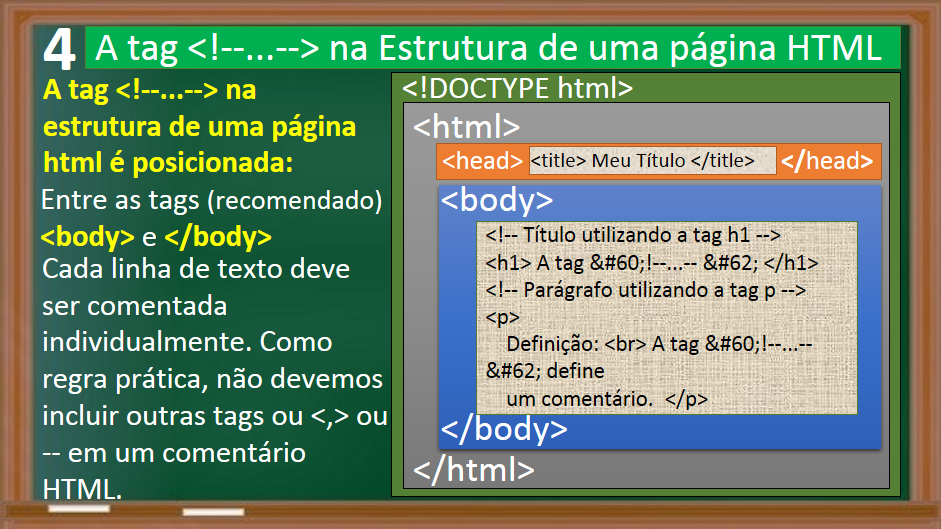 4 A tag <!--...--> na Estrutura de uma página HTML
A tag <!--...--> na
estrutura de uma página
html é posicionada:
Entre as tags (recomendado)
<body> e </body>
Cada linha de texto deve
ser comentada
individualmente. Como
regra prática, não devemos
incluir outras tags ou <,> ou
-- em um comentário
HTML.
<!DOCTYPE html>
<html>
<head> <title> Meu Título </title> </head>
<body>
<!-- Título utilizando a tag h1 -->
<h1> A tag &#60;!--...-- &#62; </h1>
<!-- Parágrafo utilizando a tag p -->
<p>
Definição: <br> A tag &#60;!--...--
&#62; define
um comentário. </p>
</body>
</html>